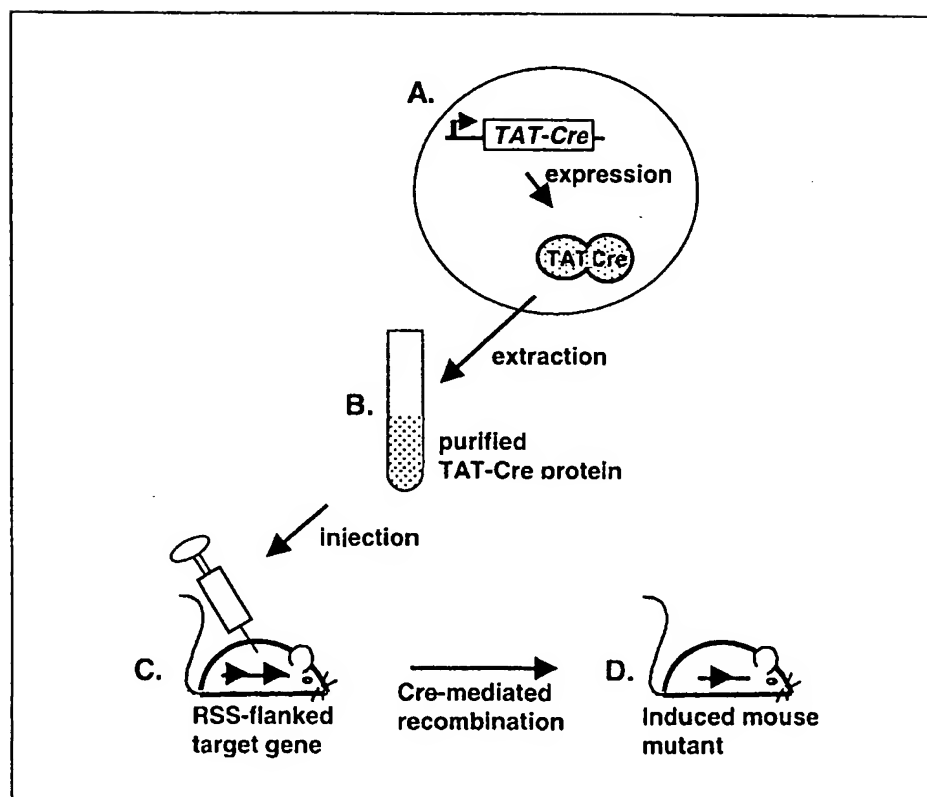 A.
TAT-Cre
expression
TAT Cre
extraction
B.
purified
TAT-Cre protein
injection
C.
RSS-flanked
target gene
Cre-mediated
recombination
D.
Induced mouse
mutant